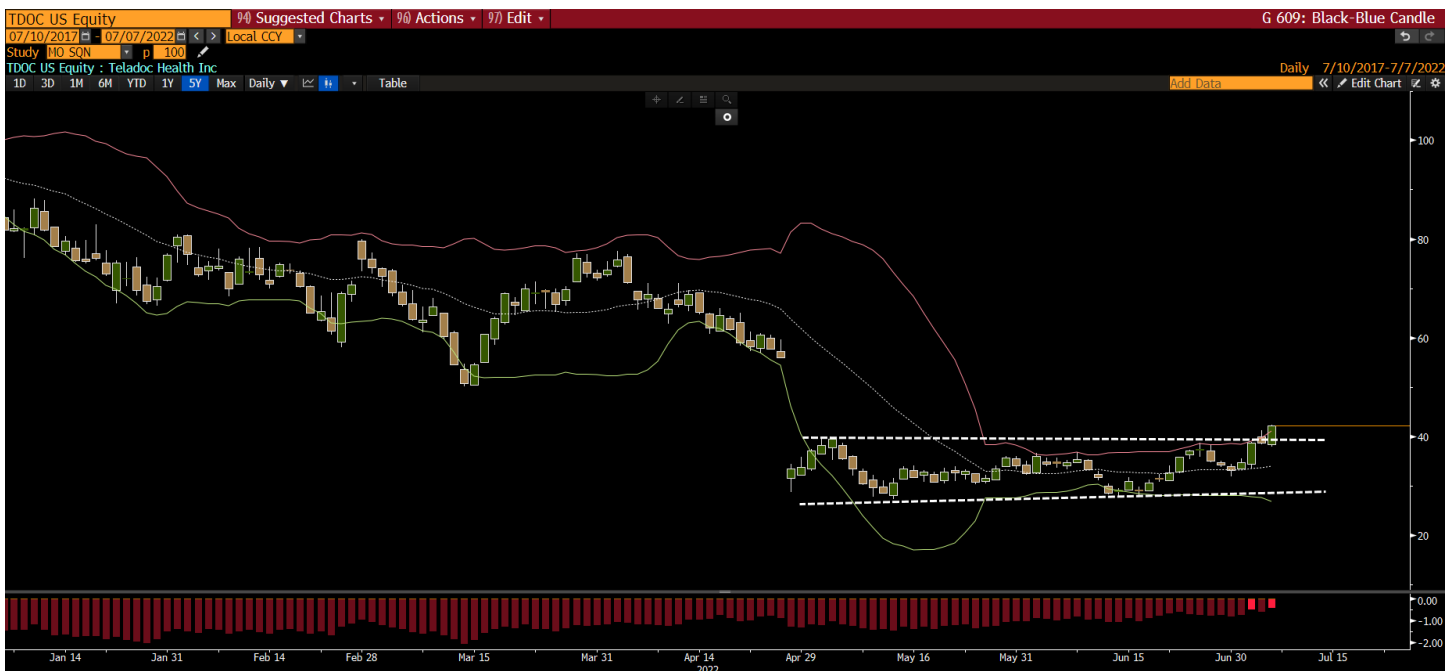 TDOC US Equity 94) Suggested Charts 96) Actions 97) Edit G 609: Black-Blue Candle
07/10/2017 - 07/07/2022 < > Local CCY
Study MO SQN p 100
TDOC US Equity : Teladoc Health Inc Daily 7/10/2017-7/7/2022
1D 3D 1M 6M YTD 1Y 5Y Max Daily ▼ Table Add Data « Edit Chart
100
80
60
40
20
0.00
-1.00
-2.00
Jan 14 Jan 31 Feb 14 Feb 28 Mar 15 Mar 31 Apr 14 Apr 29 May 16 May 31 Jun 15 Jun 30 Jul 15
2022